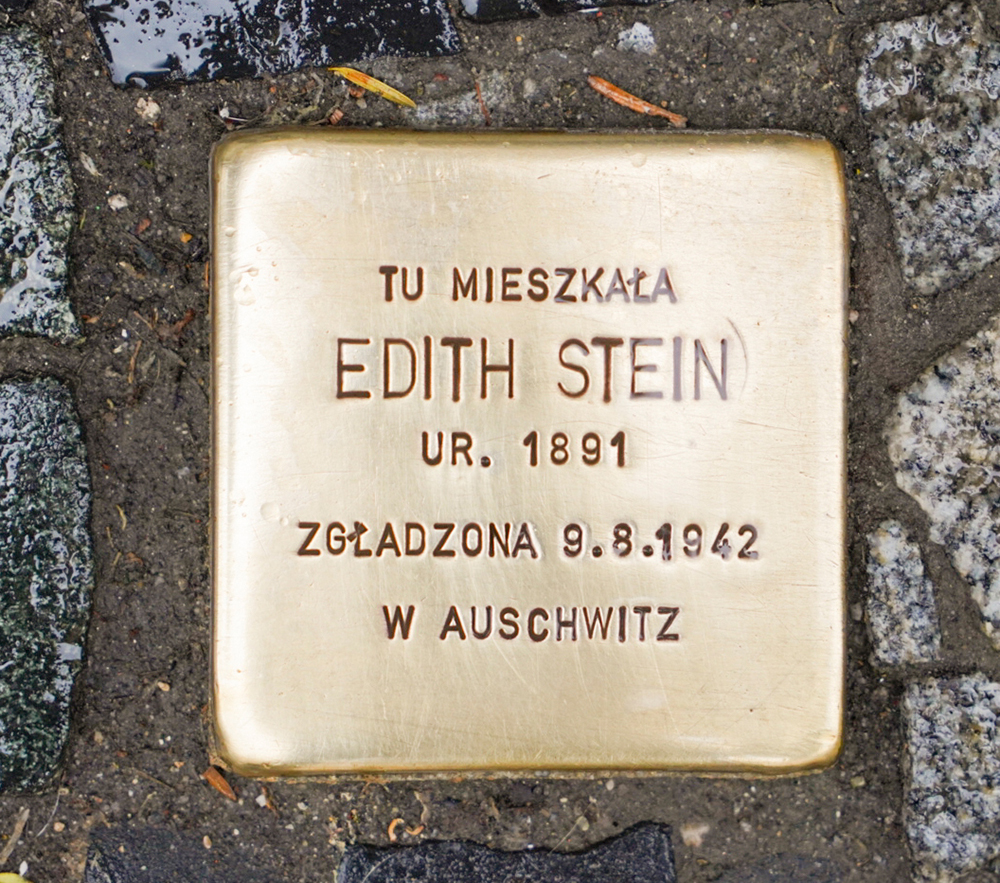 TU MIESZKAŁA
EDITH STEIN
UR. 1891
ZGŁADZONA 9.8.1942
W AUSCHWITZ